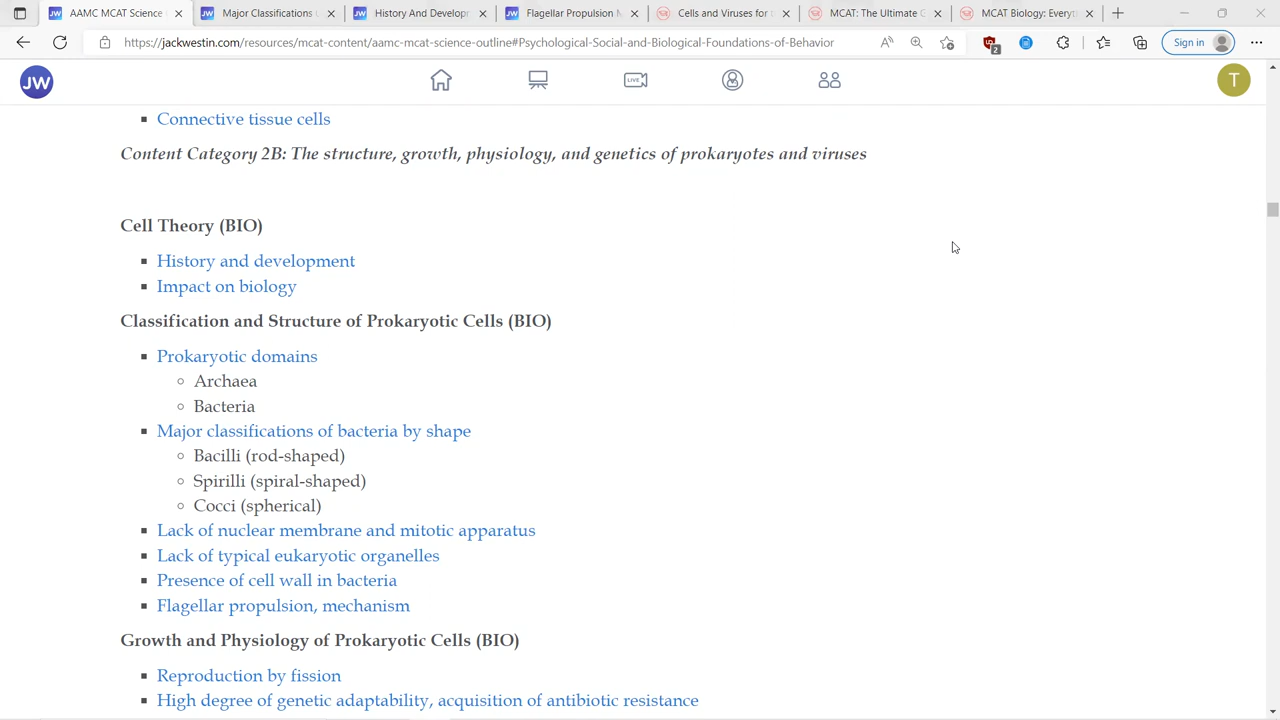 AAMC MCAT Science
Major Classifications
History And Develop
Flagellar Propulsion
Cells and Viruses for
MCAT: The Ultimate
MCAT Biology:
https://jackwestin.com/resources/mcat-content/aamc-mcat-science-outline#Psychological-Social-and-Biological-Foundations-of-Behavior
2
Sign in
JW
LIVE
T
Connective tissue cells
Content Category 2B: The structure, growth, physiology, and genetics of prokaryotes and viruses
Cell Theory (BIO)
History and development
Impact on biology
Classification and Structure of Prokaryotic Cells (BIO)
Prokaryotic domains
Archaea
Bacteria
Major classifications of bacteria by shape
Bacilli (rod-shaped)
Spirilli (spiral-shaped)
Cocci (spherical)
Lack of nuclear membrane and mitotic apparatus
Lack of typical eukaryotic organelles
Presence of cell wall in bacteria
Flagellar propulsion, mechanism
Growth and Physiology of Prokaryotic Cells (BIO)
Reproduction by fission
High degree of genetic adaptability, acquisition of antibiotic resistance